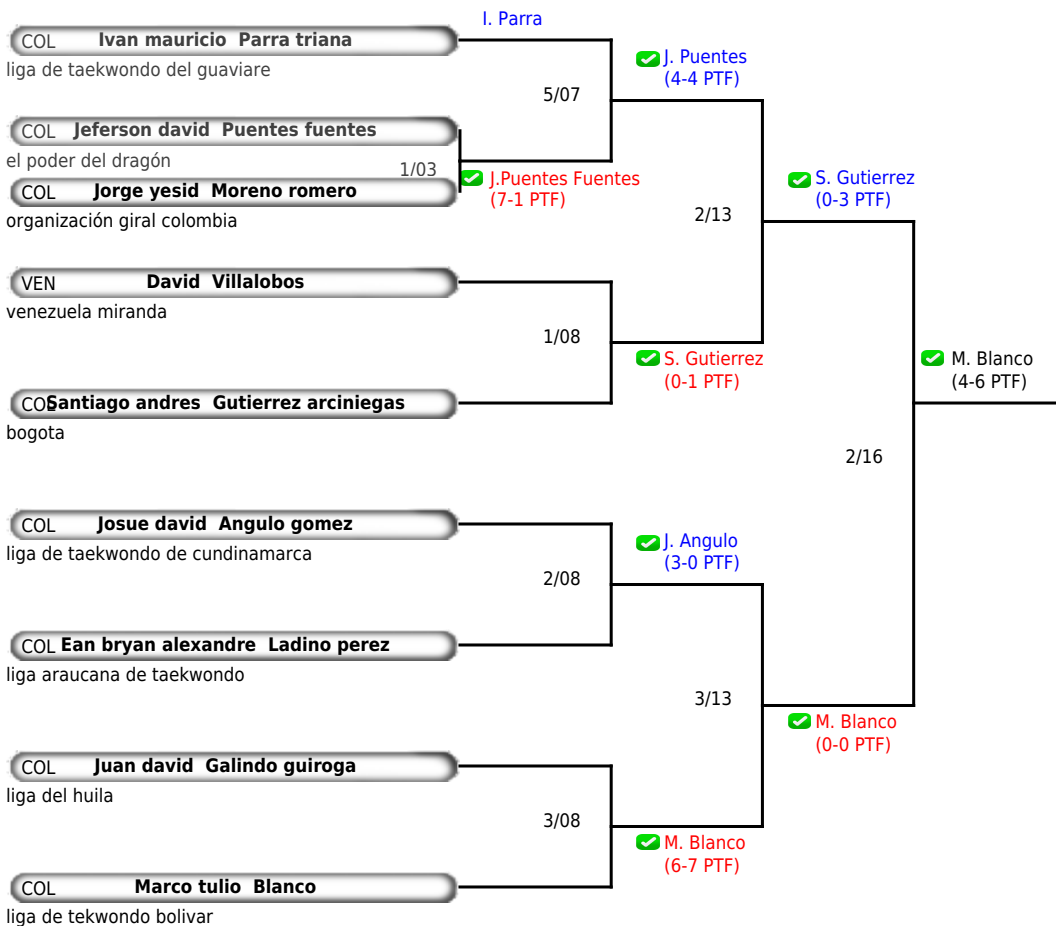 I. Parra
COL Ivan mauricio Parra triana
liga de taekwondo del guaviare
J. Puentes
(4-4 PTF)
5/07
COL Jeferson david Puentes fuentes
el poder del dragón
1/03
J.Puentes Fuentes
(7-1 PTF)
COL Jorge yesid Moreno romero
organización giral colombia
S. Gutierrez
(0-3 PTF)
2/13
VEN David Villalobos
venezuela miranda
1/08
S. Gutierrez
(0-1 PTF)
M. Blanco
(4-6 PTF)
COL Santiago andres Gutierrez arciniegas
bogota
2/16
COL Josue david Angulo gomez
liga de taekwondo de cundinamarca
J. Angulo
(3-0 PTF)
2/08
COL Ean bryan alexandre Ladino perez
liga araucana de taekwondo
3/13
M. Blanco
(0-0 PTF)
COL Juan david Galindo guiroga
liga del huila
3/08
M. Blanco
(6-7 PTF)
COL Marco tulio Blanco
liga de tekwondo bolivar